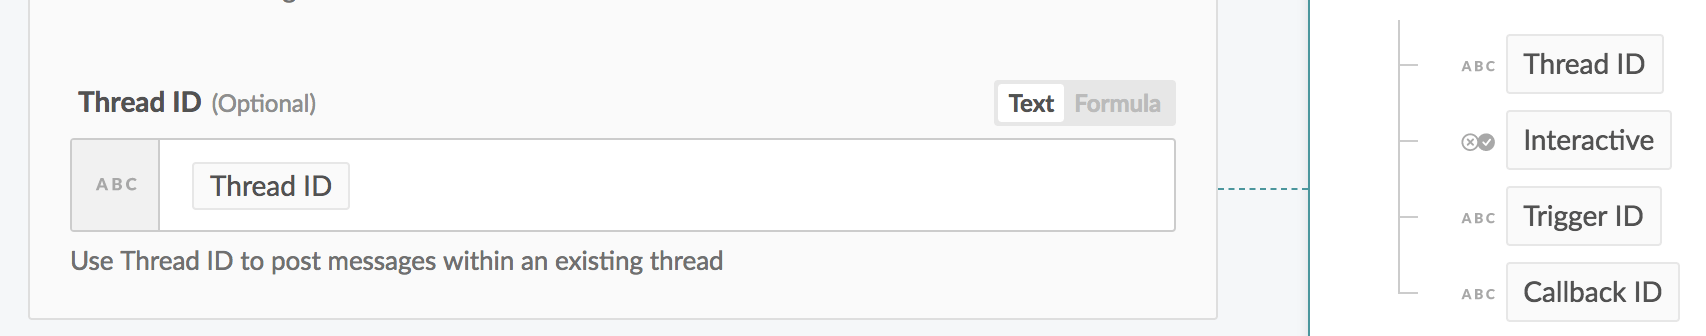 Thread ID (Optional)
Text Formula
ABC Thread ID
Use Thread ID to post messages within an existing thread
ABC Thread ID
Interactive
ABC Trigger ID
ABC Callback ID